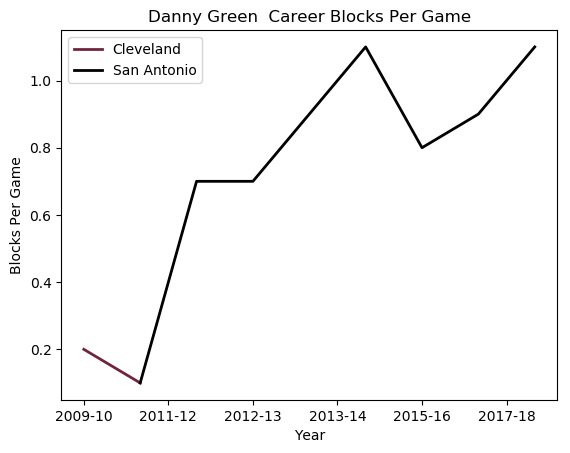 Danny Green  Career Blocks Per Game
Cleveland
San Antonio
Blocks Per Game
1.0
0.8
0.6
0.4
0.2
2009-10 2011-12 2012-13 2013-14 2015-16 2017-18
Year